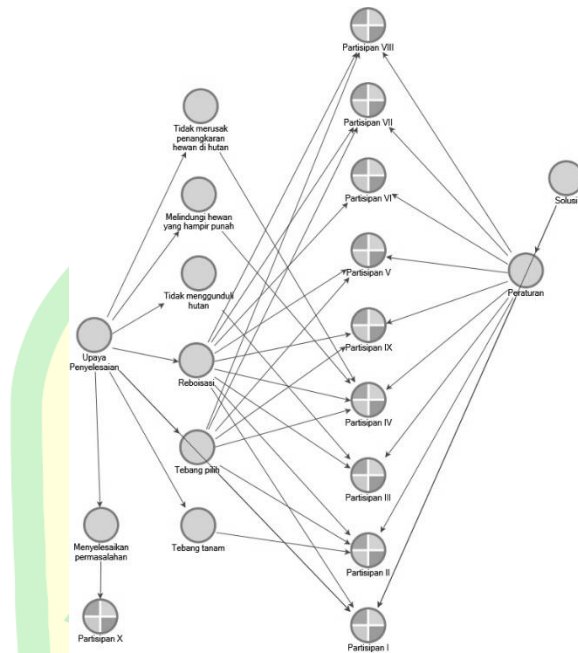 Partisipan VIII
Tidak merusak
penangkaran
hewan di hutan
Partisipan VII
Melindungi hewan
yang hampir punah
Partisipan VI
Solusi
Tidak menggunduli
hutan
Partisipan V
Peraturan
Upaya
Penyelesaian
Reboisasi
Partisipan IX
Partisipan IV
Tebang pilih
Partisipan III
Menyelesaikan
permasalahan
Tebang tanam
Partisipan II
Partisipan X
Partisipan I